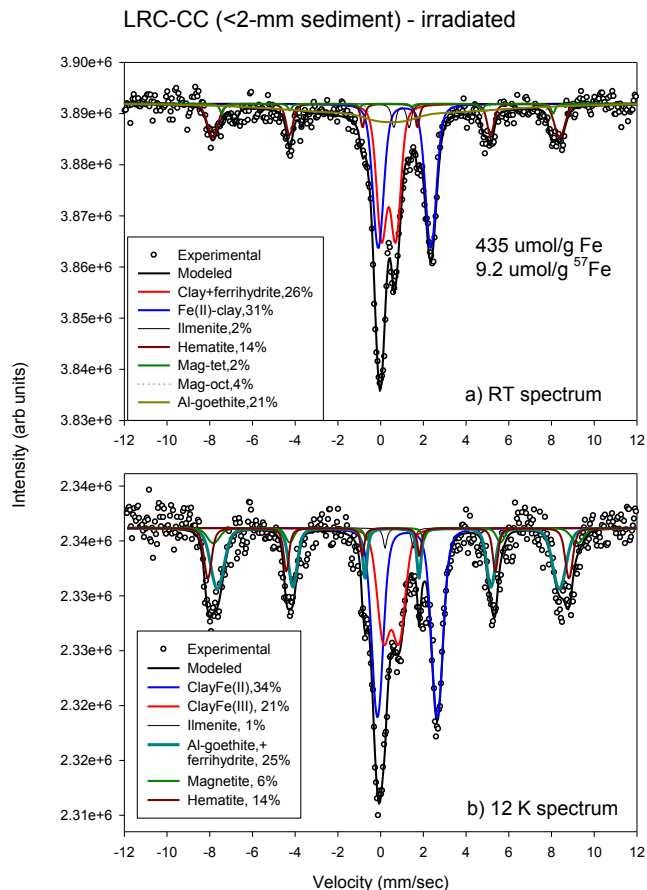 LRC-CC (<2-mm sediment) - irradiated
3.90e+6
3.89e+6
3.88e+6
3.87e+6
3.86e+6
3.85e+6
3.84e+6
3.83e+6
Experimental
Modeled
Clay+ferrihydrite,26%
Fe(II)-clay,31%
Ilmenite,2%
Hematite,14%
Mag-tet,2%
Mag-oct,4%
Al-goethite,21%
435 umol/g Fe
9.2 umol/g ⁵⁷Fe
a) RT spectrum
-12 -10 -8 -6 -4 -2 0 2 4 6 8 10 12
Intensity (arb units)
2.34e+6
2.34e+6
2.33e+6
2.33e+6
2.32e+6
2.32e+6
2.31e+6
Experimental
Modeled
ClayFe(II),34%
ClayFe(III), 21%
Ilmenite, 1%
Al-goethite,+
ferrihydrite, 25%
Magnetite, 6%
Hematite, 14%
b) 12 K spectrum
-12 -10 -8 -6 -4 -2 0 2 4 6 8 10 12
Velocity (mm/sec)